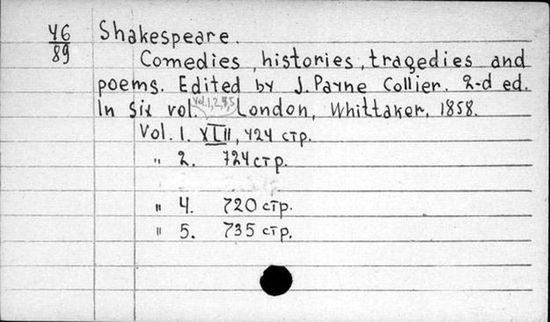 46
89
Shakespeare.
Comedies, histories, tragedies and
poems. Edited by J. Payne Collier. 2-d ed.
In six vol. Vol. 1,2,4,5 London, Whittaker, 1858.
Vol. 1. XLII, 424 стр.
" 2. 724 стр.
" 4. 720 стр.
" 5. 735 стр.